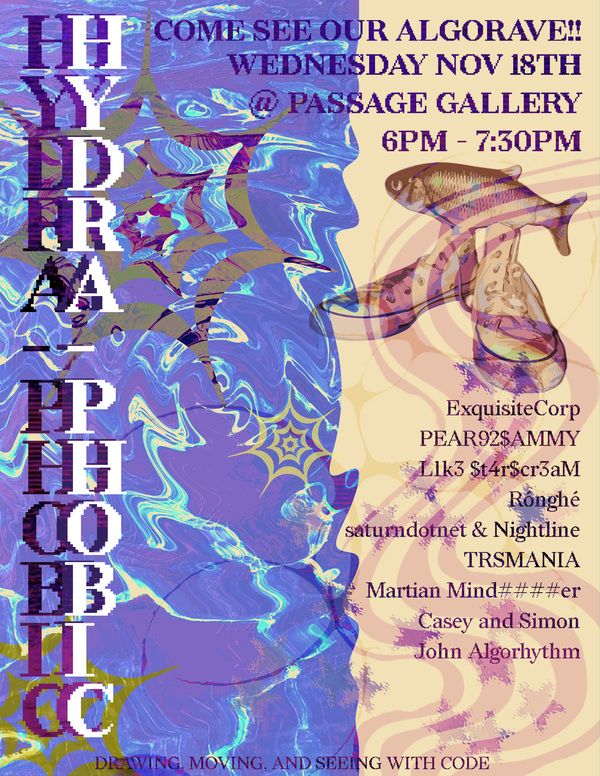 HYDRA-PHOBIC
COME SEE OUR ALGORAVE!!
WEDNESDAY NOV 18TH
@ PASSAGE GALLERY
6PM - 7:30PM
ExquisiteCorp
PEAR92$AMMY
L1k3 $t4r$cr3aM
Rônghé
saturndotnet & Nightline
TRSMANIA
Martian Mind####er
Casey and Simon
John Algorhythm
DRAWING, MOVING, AND SEEING WITH CODE